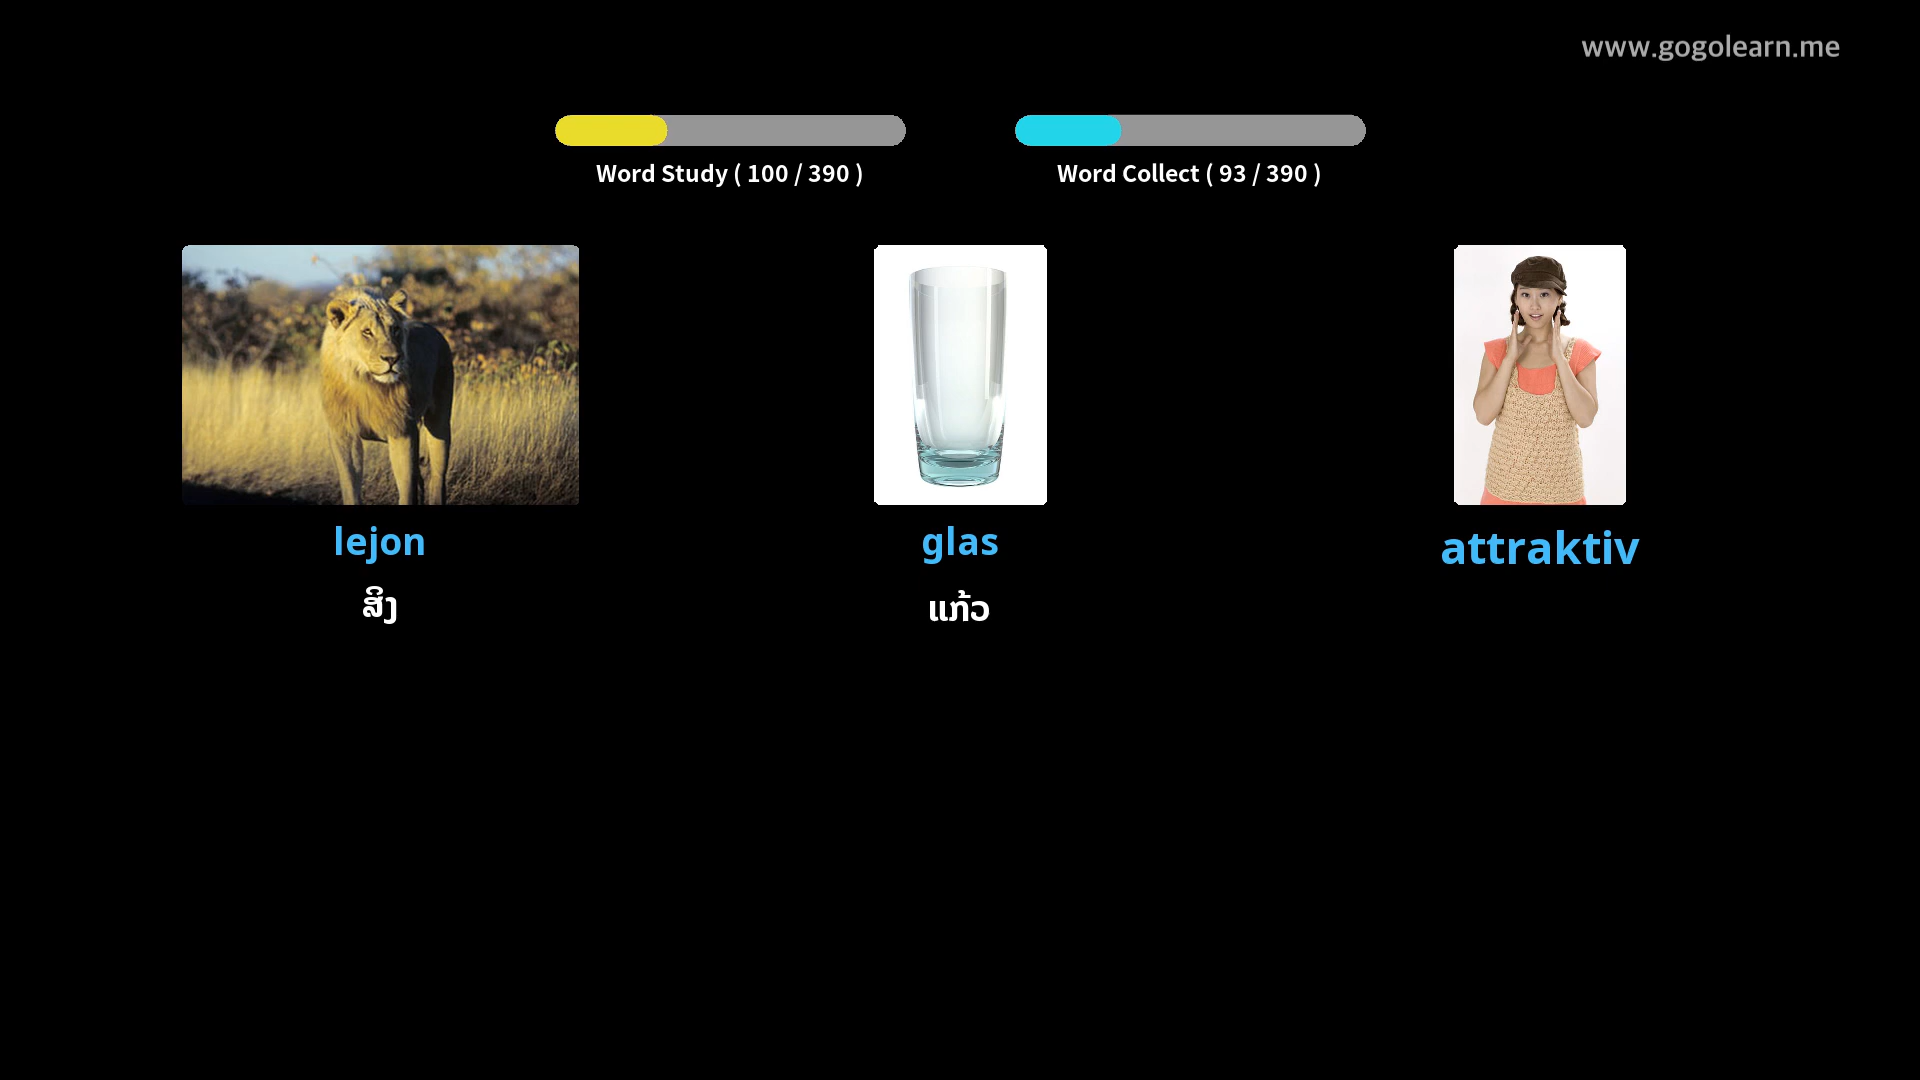 www.gogolearn.me
Word Study ( 100 / 390 )
Word Collect ( 93 / 390 )
lejon
glas
attraktiv
ສິງ
ແກ້ວ